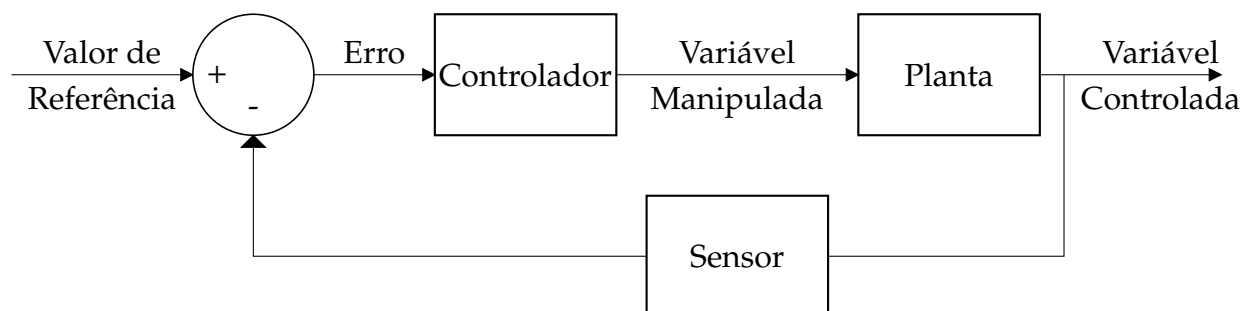 Valor de
Referência
+
-
Erro
Controlador
Variável
Manipulada
Planta
Variável
Controlada
Sensor